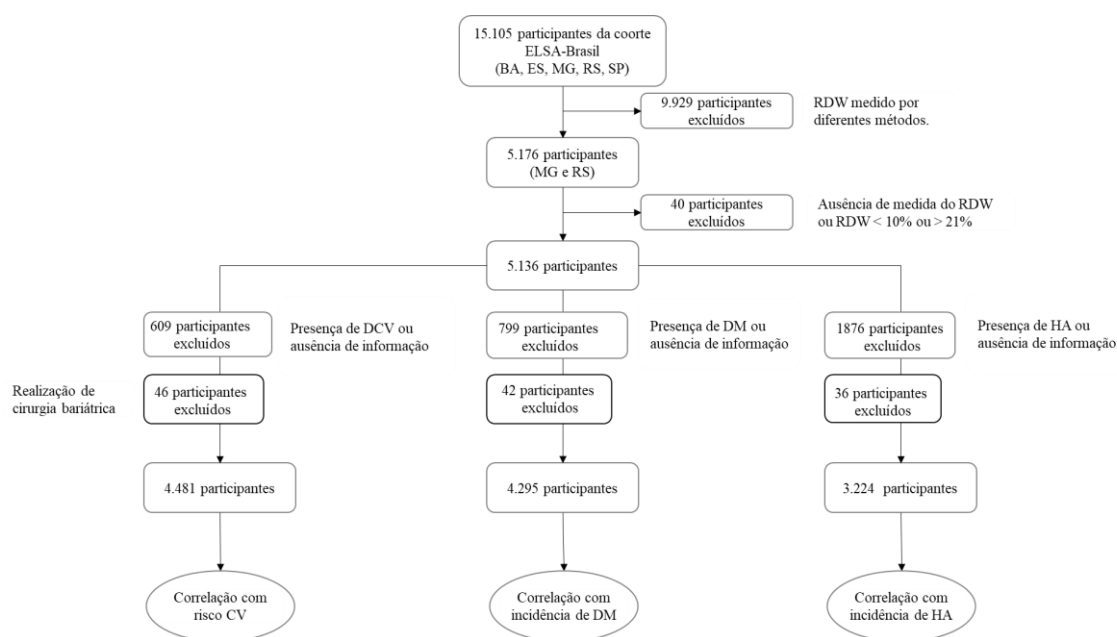 15.105 participantes da coorte
ELSA-Brasil
(BA, ES, MG, RS, SP)
9.929 participantes
excluídos
RDW medido por
diferentes métodos.
5.176 participantes
(MG e RS)
40 participantes
excluídos
Ausência de medida do RDW
ou RDW < 10% ou > 21%
5.136 participantes
609 participantes
excluídos
Presença de DCV ou
ausência de informação
799 participantes
excluídos
Presença de DM ou
ausência de informação
1876 participantes
excluídos
Presença de HA ou
ausência de informação
Realização de
cirurgia bariátrica
46 participantes
excluídos
42 participantes
excluídos
36 participantes
excluídos
4.481 participantes
4.295 participantes
3.224 participantes
Correlação com
risco CV
Correlação com
incidência de DM
Correlação com
incidência de HA